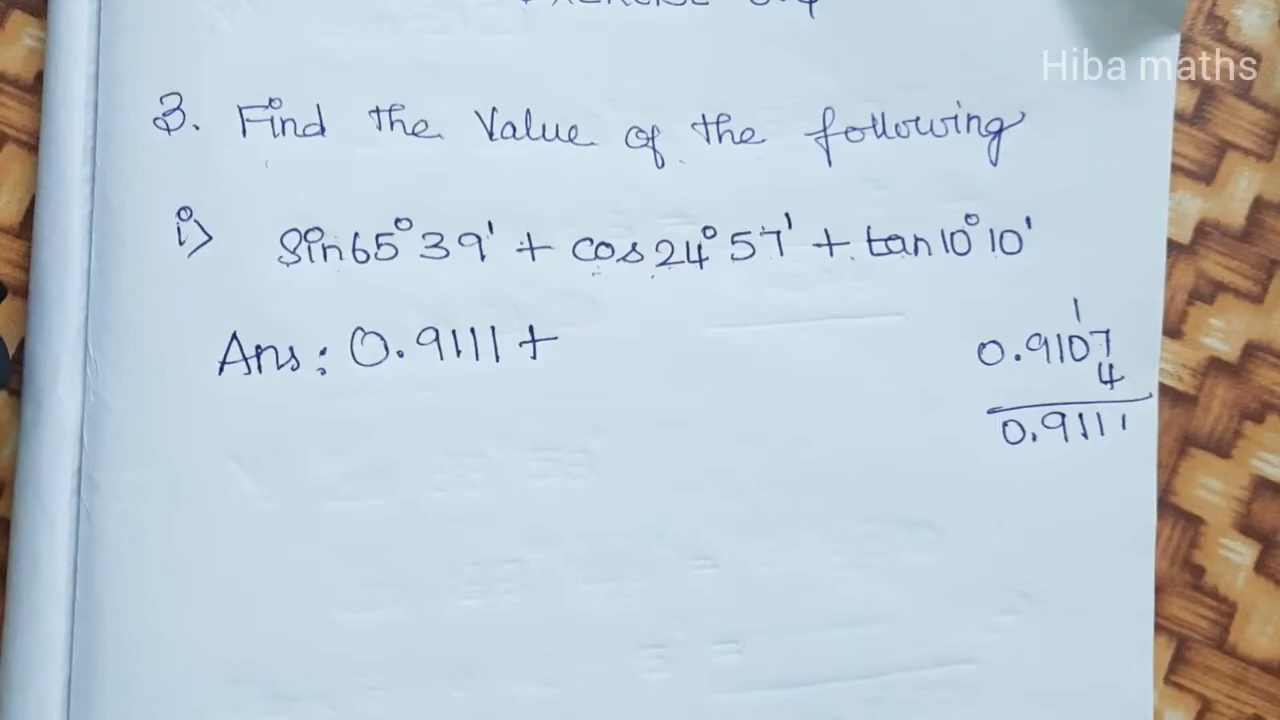 Hiba maths
3. Find the Value of the following
i> Sin65°39' + cos24°57' + tan10°10'
Ans: 0.9111+
1
0.9107
4
0.9111